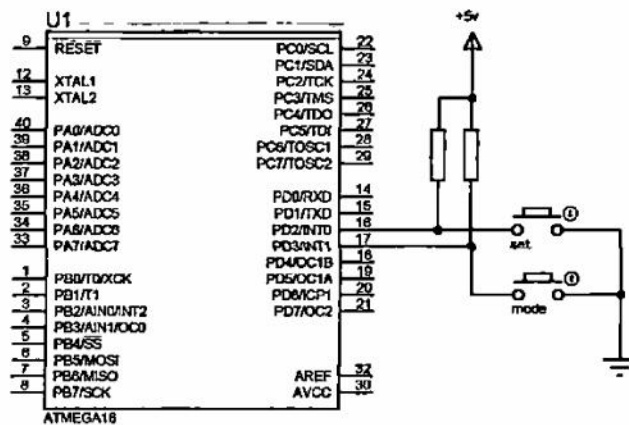 U1
+5v
9 RESET
12 XTAL1
13 XTAL2
40 PA0/ADC0
39 PA1/ADC1
38 PA2/ADC2
37 PA3/ADC3
36 PA4/ADC4
35 PA5/ADC5
34 PA6/ADC6
33 PA7/ADC7
1 PB0/T0/XCK
2 PB1/T1
3 PB2/AIN0/INT2
4 PB3/AIN1/OC0
5 PB4/SS
6 PB5/MOSI
7 PB6/MISO
8 PB7/SCK
PC0/SCL 22
PC1/SDA 23
PC2/TCK 24
PC3/TMS 25
PC4/TDO 26
PC5/TDI 27
PC6/TOSC1 28
PC7/TOSC2 29
PD0/RXD 14
PD1/TXD 15
PD2/INT0 16
PD3/INT1 17
PD4/OC1B 18
PD5/OC1A 19
PD6/ICP1 20
PD7/OC2 21
AREF 32
AVCC 30
ATMEGA16
set
mode